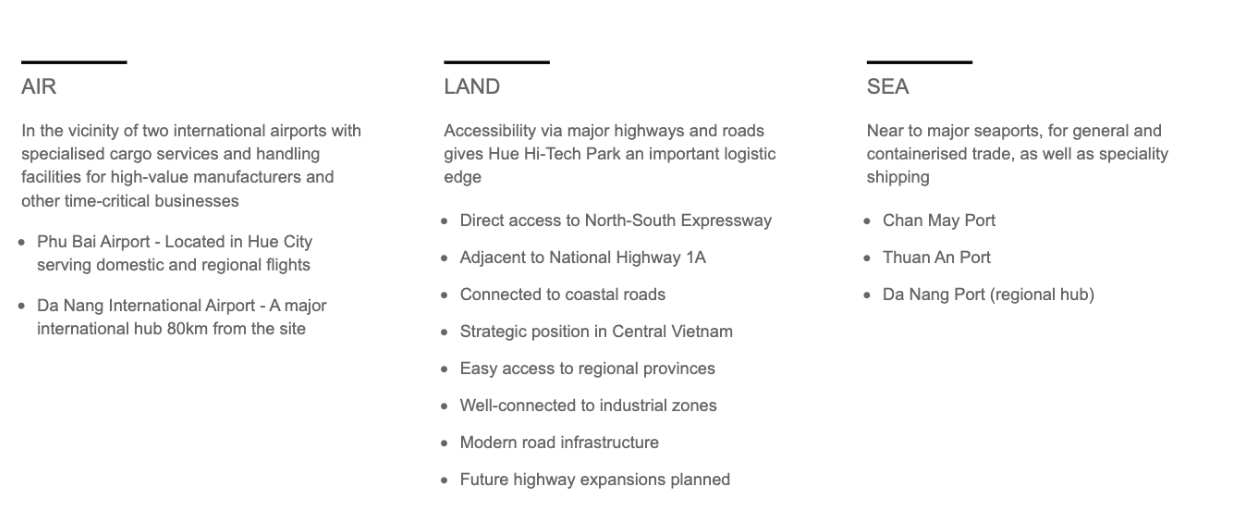 AIR
In the vicinity of two international airports with
specialised cargo services and handling
facilities for high-value manufacturers and
other time-critical businesses
• Phu Bai Airport - Located in Hue City
serving domestic and regional flights
• Da Nang International Airport - A major
international hub 80km from the site
LAND
Accessibility via major highways and roads
gives Hue Hi-Tech Park an important logistic
edge
• Direct access to North-South Expressway
• Adjacent to National Highway 1A
• Connected to coastal roads
• Strategic position in Central Vietnam
• Easy access to regional provinces
• Well-connected to industrial zones
• Modern road infrastructure
• Future highway expansions planned
SEA
Near to major seaports, for general and
containerised trade, as well as speciality
shipping
• Chan May Port
• Thuan An Port
• Da Nang Port (regional hub)